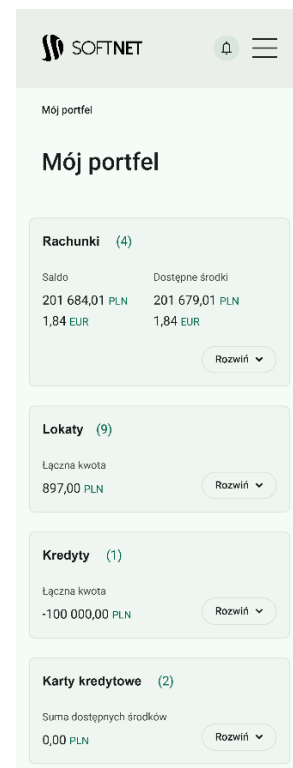 SOFTNET
Mój portfel
Mój portfel
Rachunki (4)
Saldo Dostępne środki
201 684,01 PLN 201 679,01 PLN
1,84 EUR 1,84 EUR
Rozwiń
Lokaty (9)
Łączna kwota
897,00 PLN
Rozwiń
Kredyty (1)
Łączna kwota
-100 000,00 PLN
Rozwiń
Karty kredytowe (2)
Suma dostępnych środków
0,00 PLN
Rozwiń